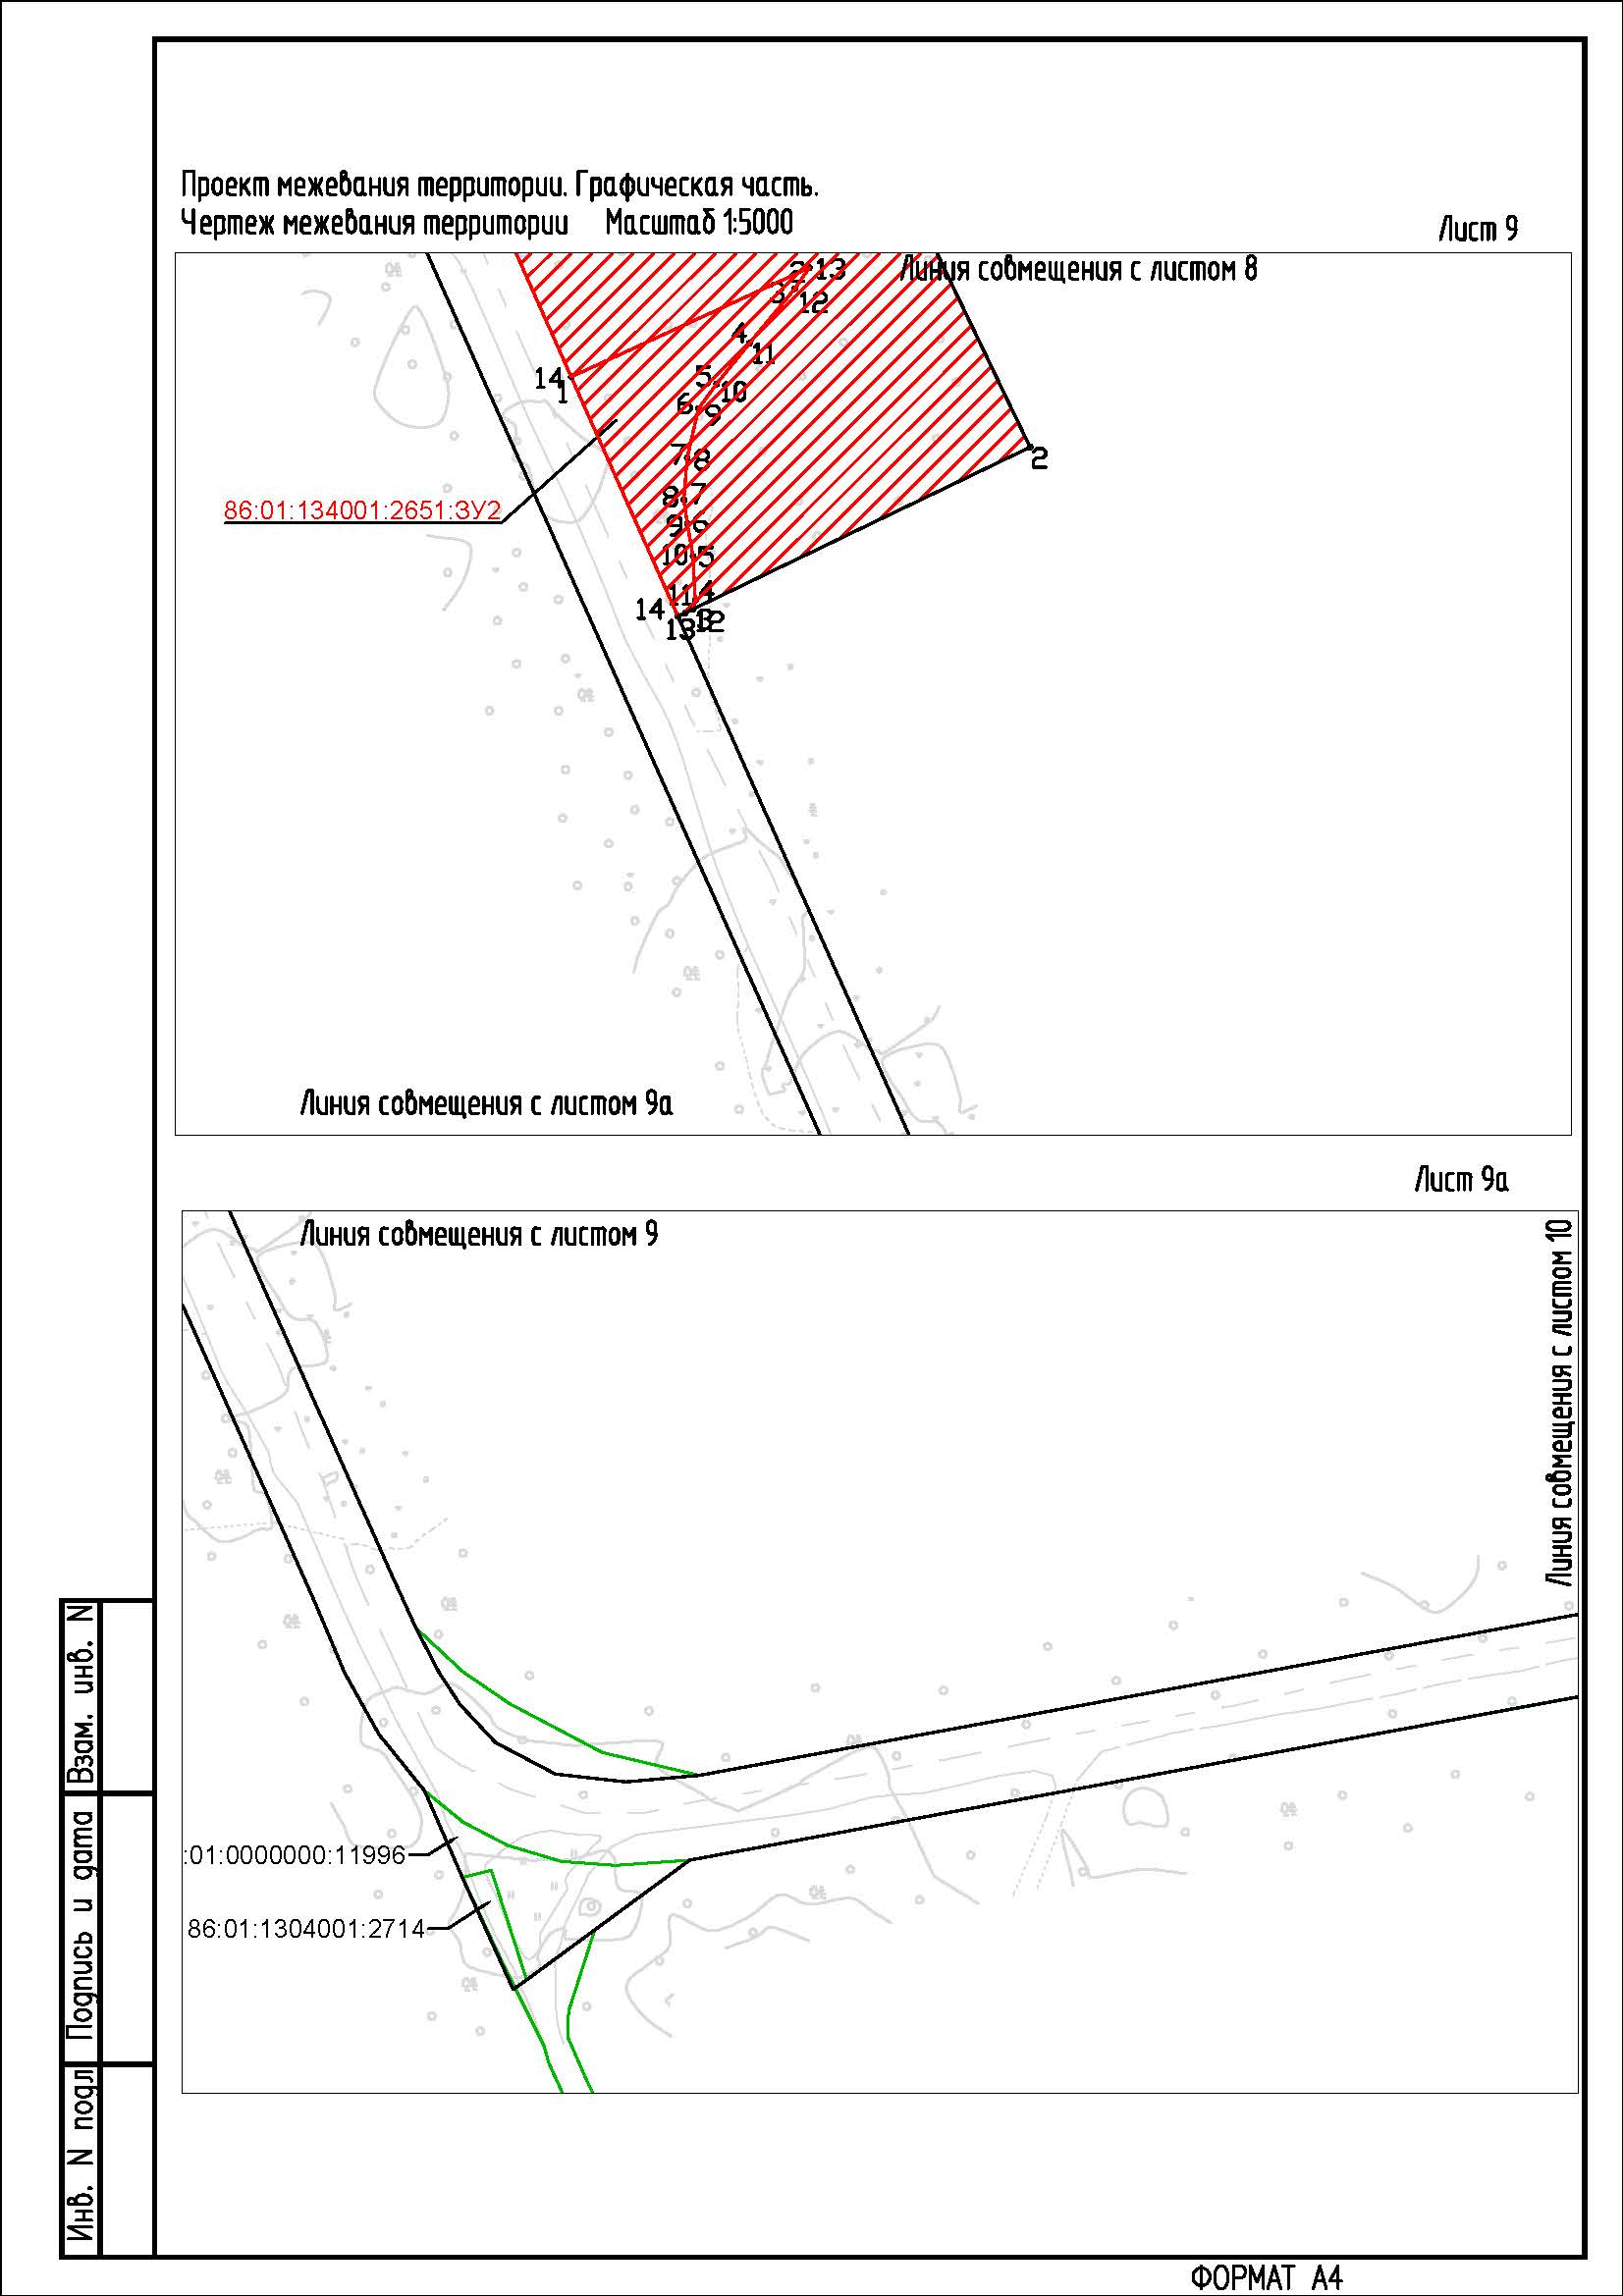 Проект межевания территории. Графическая часть.
Чертеж межевания территории Масштаб 1:5000
Лист 9
Линия совмещения с листом 8
2 13
3 12
4
11
14
1
5
10
6
9
2
7 8
8 7
86:01:134001:2651:ЗУ2
9 6
10 5
11 4
14
13 3 12
Линия совмещения с листом 9а
Лист 9а
Линия совмещения с листом 9
Линия совмещения с листом 10
:01:0000000:11996
86:01:1304001:2714
Взам. инв. N
Подпись и дата
Инв. N подл
ФОРМАТ А4